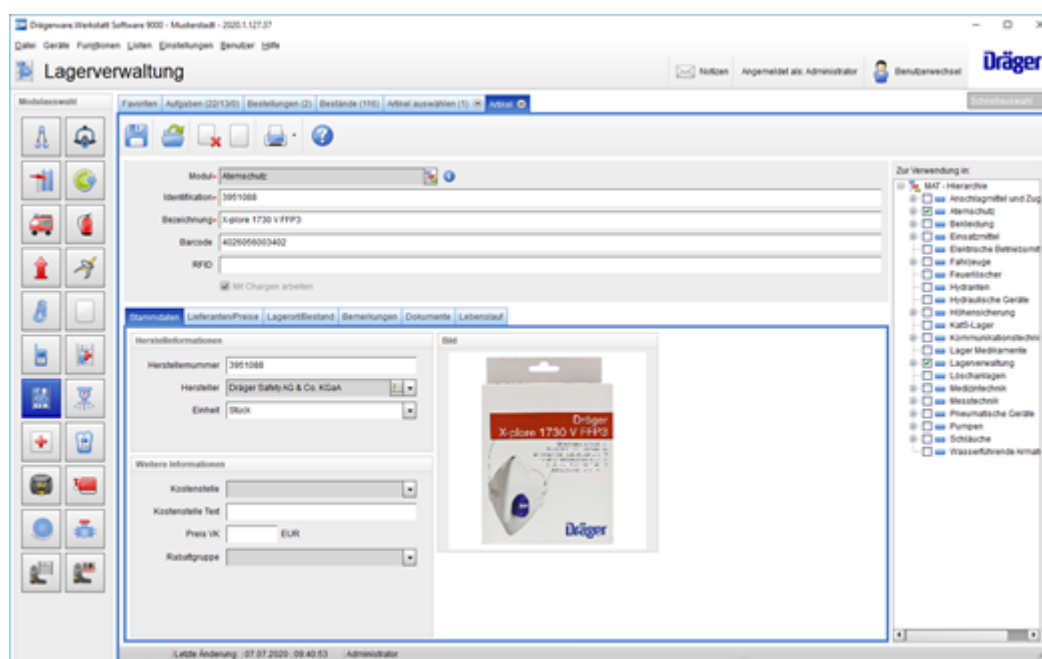 Drägerware.Werkstatt Software 9000 - Musterstadt - 2020.1.127.37
Datei Geräte Funktionen Listen Einstellungen Benutzer Hilfe
Lagerverwaltung
Notizen Angemeldet als: Administrator Benutzerwechsel Dräger
Modulauswahl
Favoriten Aufgaben (22/13/0) Bestellungen (2) Bestände (116) Artikel auswählen (1) Artikel
Schnellauswahl
Modul Atemschutz
Identifikation 3951088
Bezeichnung X-plore 1730 V FFP3
Barcode 4026056003402
RFID
Mit Chargen arbeiten
Stammdaten Lieferanten/Preise Lagerort/Bestand Bemerkungen Dokumente Lebenslauf
Herstellinformationen
Herstellernummer 3951088
Hersteller Dräger Safety AG & Co. KGaA
Einheit Stück
Weitere Informationen
Kostenstelle
Kostenstelle Text
Preis VK EUR
Rabattgruppe
Bild
Dräger
X-plore 1730 V FFP3
Dräger
Zur Verwendung in:
MAT - Hierarchie
Anschlagmittel und Zug
Atemschutz
Bekleidung
Einsatzmittel
Elektrische Betriebsmitt
Fahrzeuge
Feuerlöscher
Hydranten
Hydraulische Geräte
Höhensicherung
KatS-Lager
Kommunikationstechni
Lager Medikamente
Lagerverwaltung
Löschanlagen
Medizintechnik
Messtechnik
Pneumatische Geräte
Pumpen
Schläuche
Wasserführende Armat
Letzte Änderung: 07.07.2020 09:40:53 Administrator